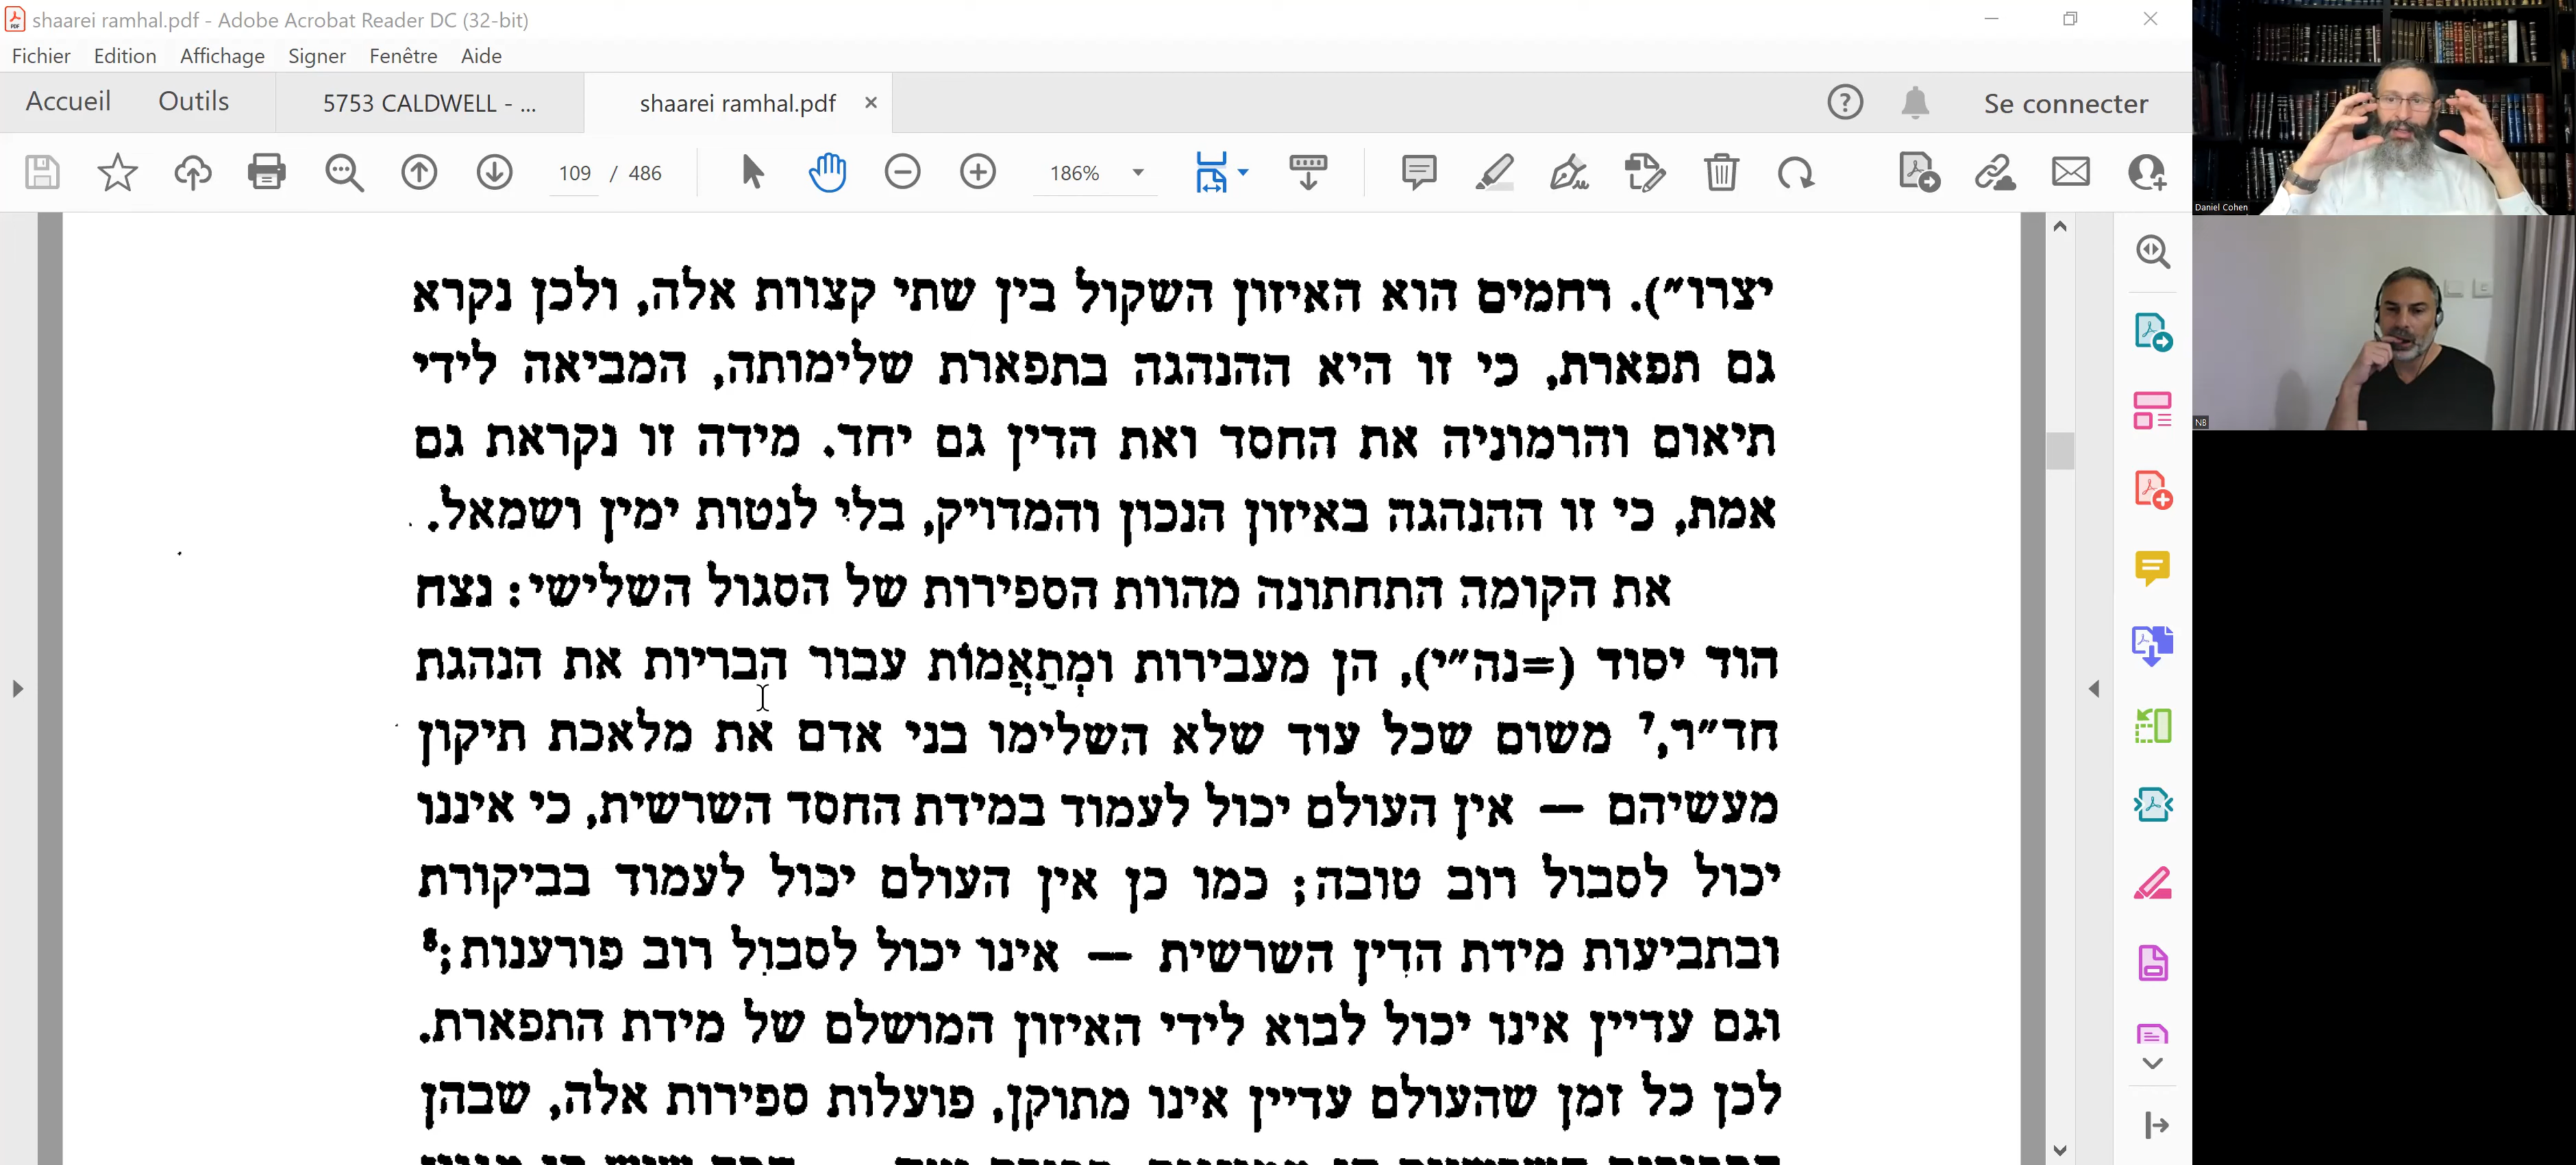 shaarei ramhal.pdf - Adobe Acrobat Reader DC (32-bit)
Fichier Edition Affichage Signer Fenêtre Aide
Accueil Outils 5753 CALDWELL - ... shaarei ramhal.pdf Se connecter
109 / 486 186%
Daniel Cohen
NB
יצרו״). רחמים הוא האיזון השקול בין שתי קצוות אלה, ולכן נקרא
גם תפארת, כי זו היא ההנהגה בתפארת שלימותה, המביאה לידי
תיאום והרמוניה את החסד ואת הדין גם יחד. מידה זו נקראת גם
אמת, כי זו ההנהגה באיזון הנכון והמדויק, בלי לנטות ימין ושמאל.
את הקומה התחתונה מהוות הספירות של הסגול השלישי: נצח
הוד יסוד (=נה״י), הן מעבירות ומְתַאֲמוֹת עבור הבריות את הנהגת
חד״ר,⁷ משום שכל עוד שלא השלימו בני אדם את מלאכת תיקון
מעשיהם — אין העולם יכול לעמוד במידת החסד השרשית, כי איננו
יכול לסבול רוב טובה; כמו כן אין העולם יכול לעמוד בביקורת
ובתביעות מידת הדין השרשית — אינו יכול לסבול רוב פורענות;⁸
וגם עדיין אינו יכול לבוא לידי האיזון המושלם של מידת התפארת.
לכן כל זמן שהעולם עדיין אינו מתוקן, פועלות ספירות אלה, שבהן